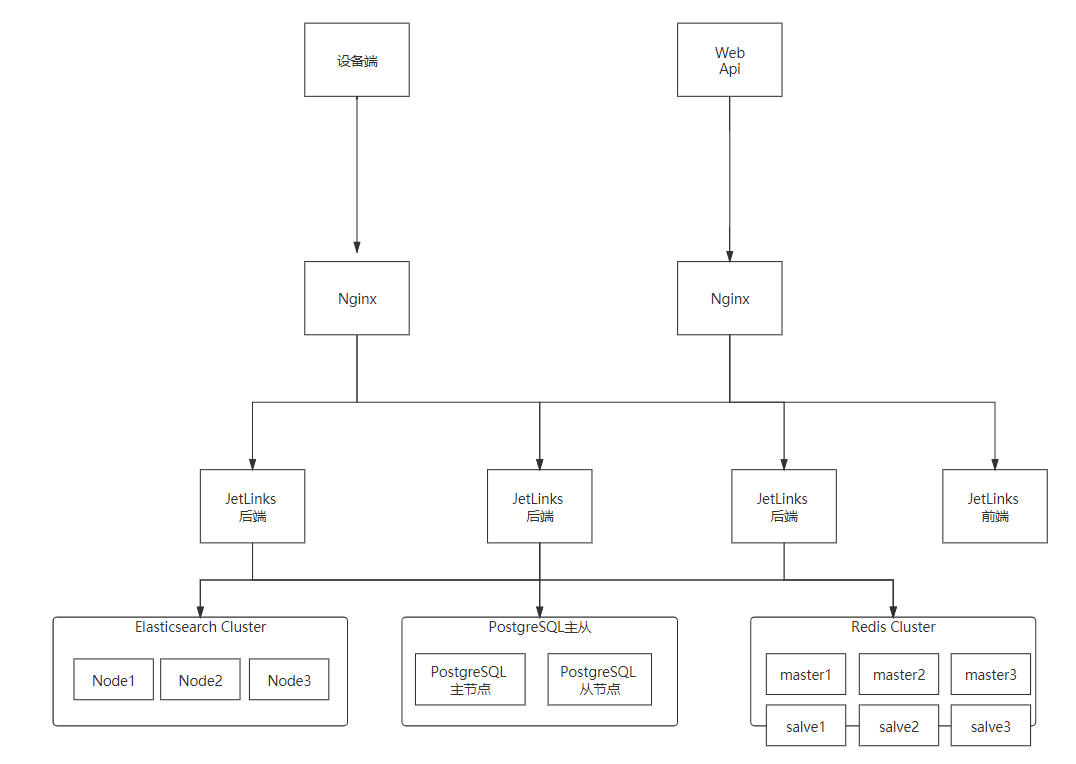 设备端
Web
Api
Nginx
Nginx
JetLinks
后端
JetLinks
后端
JetLinks
后端
JetLinks
前端
Elasticsearch Cluster
Node1
Node2
Node3
PostgreSQL主从
PostgreSQL
主节点
PostgreSQL
从节点
Redis Cluster
master1
master2
master3
salve1
salve2
salve3